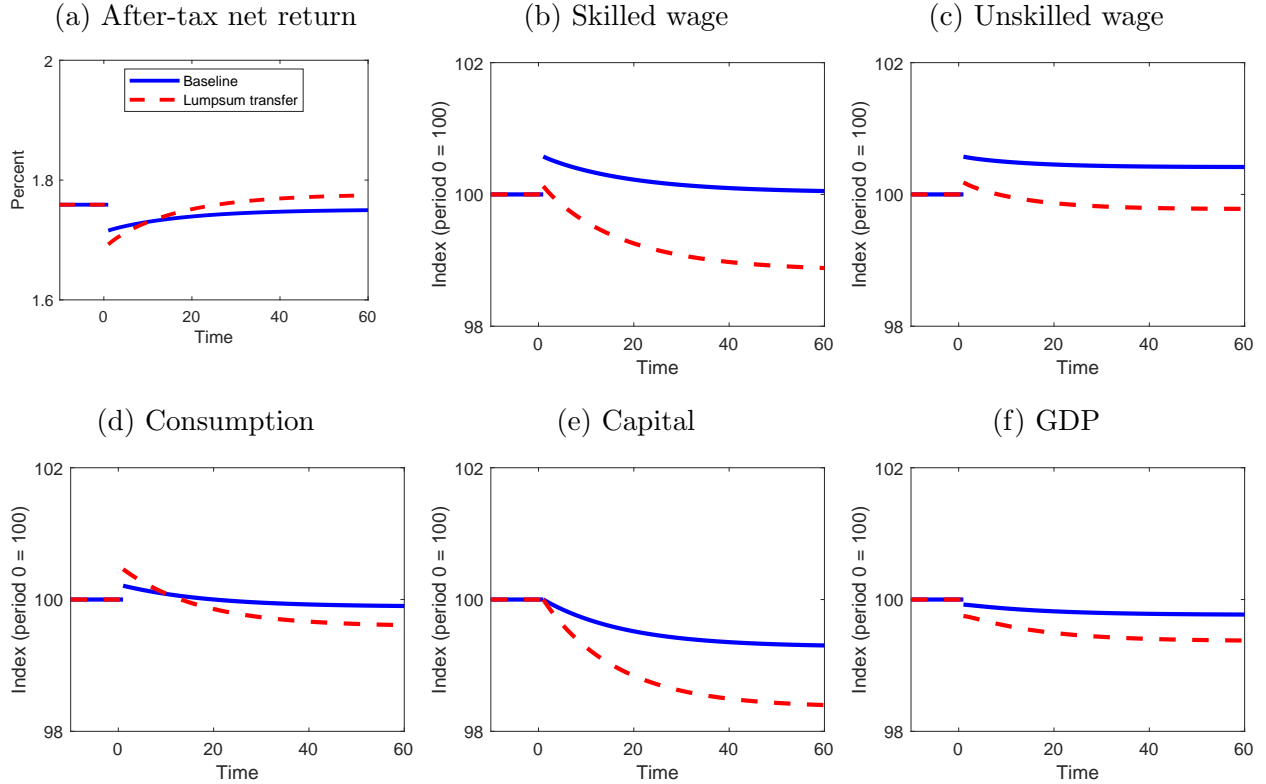 (a) After-tax net return
(b) Skilled wage
(c) Unskilled wage
2
1.8
1.6
Percent
Baseline
Lumpsum transfer
0
20
40
60
Time
102
100
98
Index (period 0 = 100)
0
20
40
60
Time
102
100
98
Index (period 0 = 100)
0
20
40
60
Time
(d) Consumption
(e) Capital
(f) GDP
102
100
98
Index (period 0 = 100)
0
20
40
60
Time
102
100
98
Index (period 0 = 100)
0
20
40
60
Time
102
100
98
Index (period 0 = 100)
0
20
40
60
Time